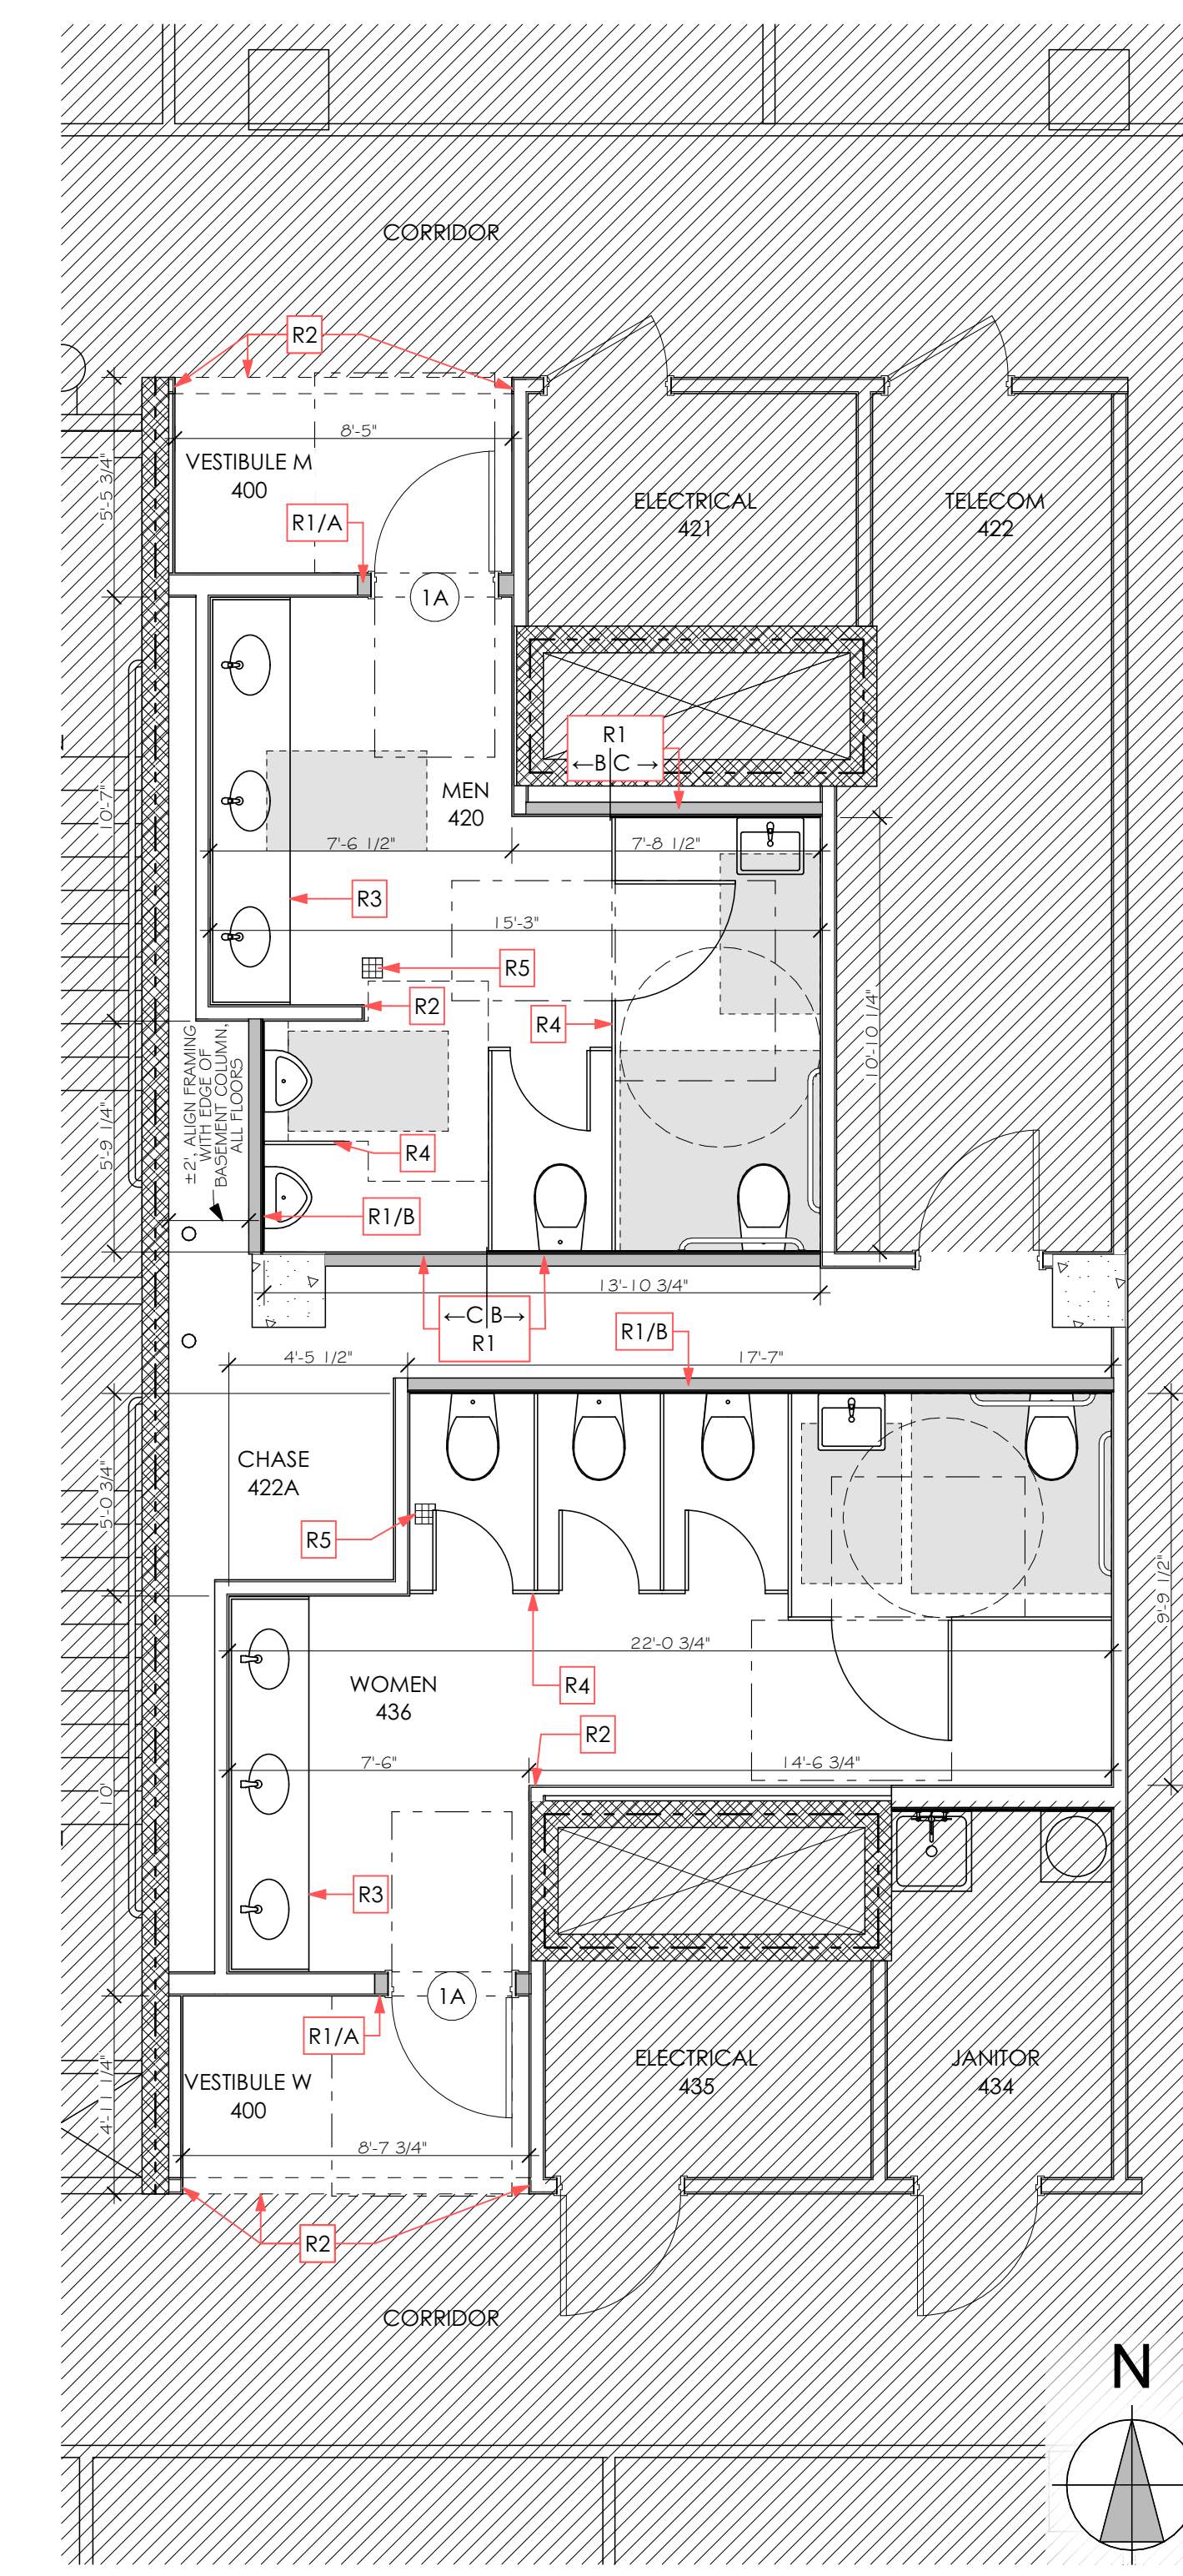 CORRIDOR
R2
8'-5"
VESTIBULE M
400
5'-5 3/4"
R1/A
1A
ELECTRICAL
421
TELECOM
422
R1
←B C →
MEN
420
10'-7"
7'-6 1/2"
7'-8 1/2"
R3
15'-3"
R5
R2
R4
10'-10 1/4"
±2', ALIGN FRAMING
WITH EDGE OF
BASEMENT COLUMN,
ALL FLOORS
5'-9 1/4"
R4
R1/B
13'-10 3/4"
←C B→
R1
R1/B
4'-5 1/2"
17'-7"
CHASE
422A
5'-0 3/4"
R5
9'-9 1/2"
22'-0 3/4"
WOMEN
436
R4
R2
7'-6"
14'-6 3/4"
10'
R3
1A
R1/A
ELECTRICAL
435
JANITOR
434
VESTIBULE W
400
4'-11 1/4"
8'-7 3/4"
R2
CORRIDOR
N